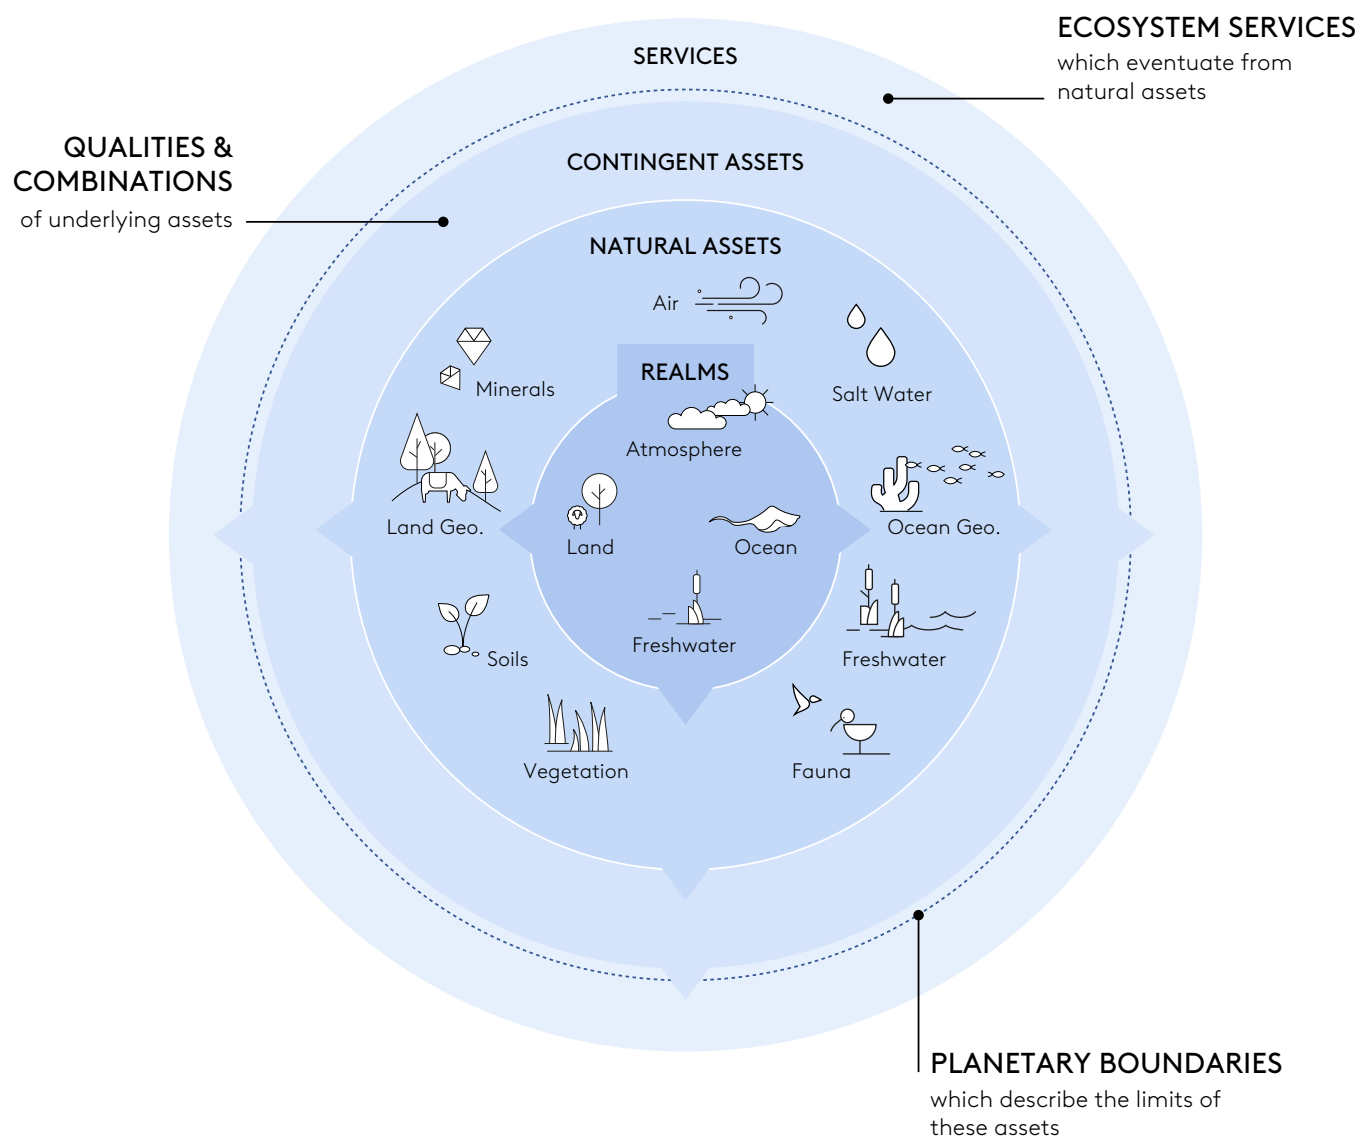 ECOSYSTEM SERVICES
which eventuate from
natural assets
SERVICES
QUALITIES &
COMBINATIONS
of underlying assets
CONTINGENT ASSETS
NATURAL ASSETS
Air
Minerals
Salt Water
REALMS
Atmosphere
Land Geo.
Ocean Geo.
Land
Ocean
Freshwater
Soils
Freshwater
Vegetation
Fauna
PLANETARY BOUNDARIES
which describe the limits of
these assets